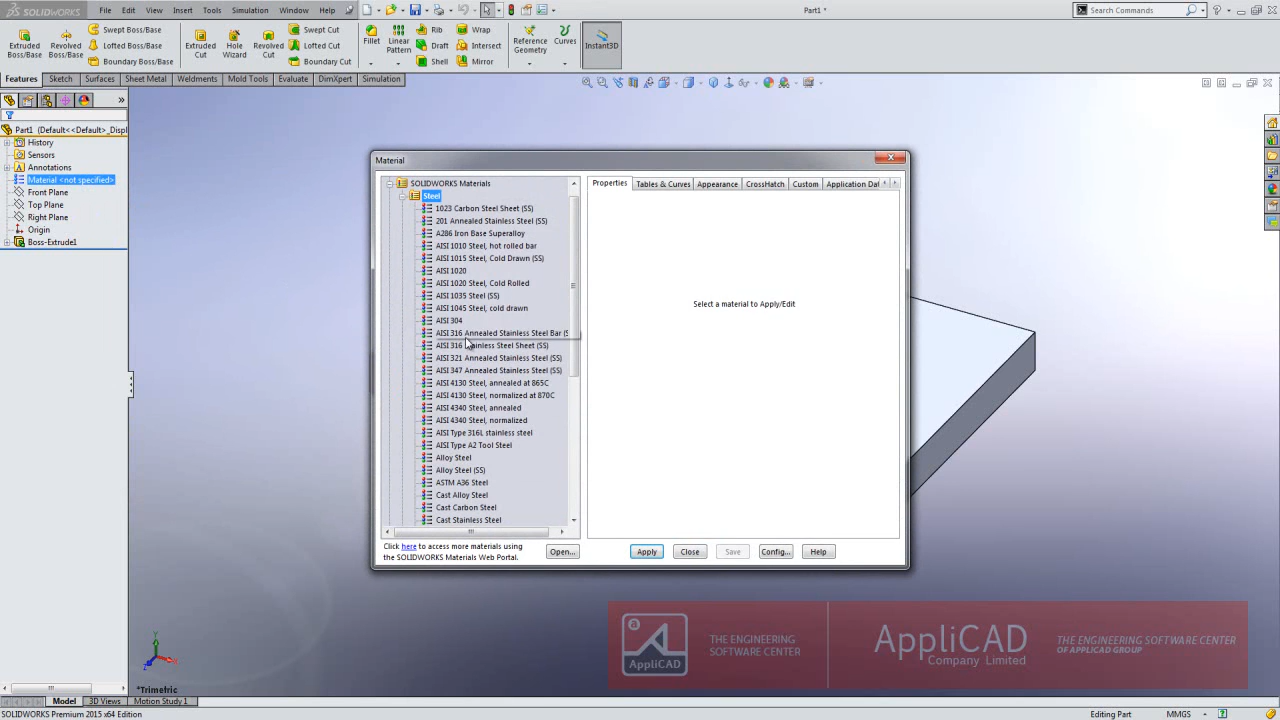 SOLIDWORKS
File Edit View Insert Tools Simulation Window Help
Part1 *
Search Commands
Extruded Boss/Base
Revolved Boss/Base
Swept Boss/Base
Lofted Boss/Base
Boundary Boss/Base
Extruded Cut
Hole Wizard
Revolved Cut
Swept Cut
Lofted Cut
Boundary Cut
Fillet
Linear Pattern
Rib
Draft
Shell
Wrap
Intersect
Mirror
Reference Geometry
Curves
Instant3D
Features Sketch Surfaces Sheet Metal Weldments Mold Tools Evaluate DimXpert Simulation
Part1 (Default<<Default>_Displ
History
Sensors
Annotations
Material <not specified>
Front Plane
Top Plane
Right Plane
Origin
Boss-Extrude1
Material
SOLIDWORKS Materials
Steel
1023 Carbon Steel Sheet (SS)
201 Annealed Stainless Steel (SS)
A286 Iron Base Superalloy
AISI 1010 Steel, hot rolled bar
AISI 1015 Steel, Cold Drawn (SS)
AISI 1020
AISI 1020 Steel, Cold Rolled
AISI 1035 Steel (SS)
AISI 1045 Steel, cold drawn
AISI 304
AISI 316 Annealed Stainless Steel Bar (S
AISI 316 Stainless Steel Sheet (SS)
AISI 321 Annealed Stainless Steel (SS)
AISI 347 Annealed Stainless Steel (SS)
AISI 4130 Steel, annealed at 865C
AISI 4130 Steel, normalized at 870C
AISI 4340 Steel, annealed
AISI 4340 Steel, normalized
AISI Type 316L stainless steel
AISI Type A2 Tool Steel
Alloy Steel
Alloy Steel (SS)
ASTM A36 Steel
Cast Alloy Steel
Cast Carbon Steel
Cast Stainless Steel
Click here to access more materials using
the SOLIDWORKS Materials Web Portal.
Open...
Properties Tables & Curves Appearance CrossHatch Custom Application Dat
Select a material to Apply/Edit
Apply Close Save Config... Help
a
AppliCAD
THE ENGINEERING
SOFTWARE CENTER
AppliCAD
Company Limited
THE ENGINEERING SOFTWARE CENTER
OF APPLICAD GROUP
Y
*Trimetric
Model 3D Views Motion Study 1
SOLIDWORKS Premium 2015 x64 Edition
Editing Part
MMGS